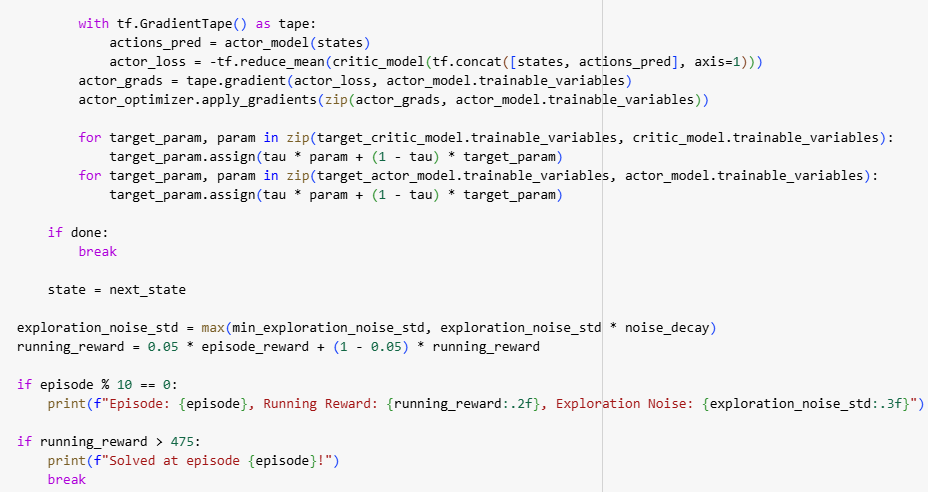 with tf.GradientTape() as tape:
actions_pred = actor_model(states)
actor_loss = -tf.reduce_mean(critic_model(tf.concat([states, actions_pred], axis=1)))
actor_grads = tape.gradient(actor_loss, actor_model.trainable_variables)
actor_optimizer.apply_gradients(zip(actor_grads, actor_model.trainable_variables))
for target_param, param in zip(target_critic_model.trainable_variables, critic_model.trainable_variables):
target_param.assign(tau * param + (1 - tau) * target_param)
for target_param, param in zip(target_actor_model.trainable_variables, actor_model.trainable_variables):
target_param.assign(tau * param + (1 - tau) * target_param)
if done:
break
state = next_state
exploration_noise_std = max(min_exploration_noise_std, exploration_noise_std * noise_decay)
running_reward = 0.05 * episode_reward + (1 - 0.05) * running_reward
if episode % 10 == 0:
print(f"Episode: {episode}, Running Reward: {running_reward:.2f}, Exploration Noise: {exploration_noise_std:.3f}")
if running_reward > 475:
print(f"Solved at episode {episode}!")
break